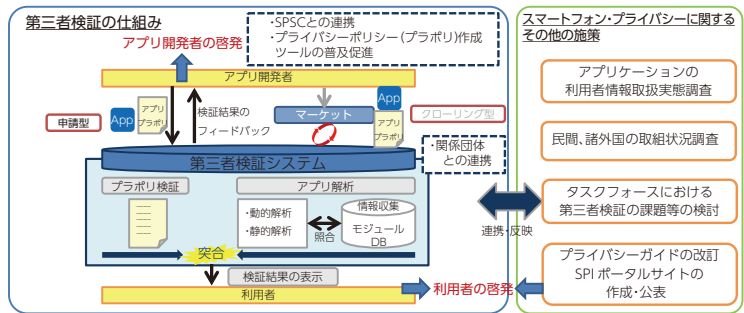 第三者検証の仕組み
・SPSCとの連携
・プライバシーポリシー（プラポリ）作成
ツールの普及促進
アプリ開発者の啓発
アプリ開発者
申請型
App
アプリ
プラポリ
検証結果の
フィードバック
マーケット
App
アプリ
プラポリ
クローリング型
・関係団体
との連携
第三者検証システム
プラポリ検証
アプリ解析
・動的解析
・静的解析
照合
情報収集
モジュール
DB
突合
検証結果の表示
利用者
利用者の啓発
連携・反映
スマートフォン・プライバシーに関する
その他の施策
アプリケーションの
利用者情報取扱実態調査
民間、諸外国の取組状況調査
タスクフォースにおける
第三者検証の課題等の検討
プライバシーガイドの改訂
SPIポータルサイトの
作成・公表